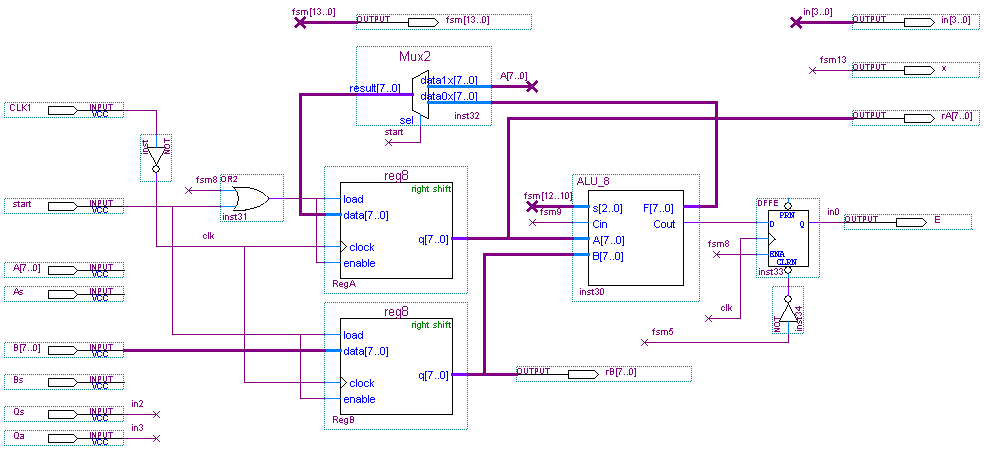 fsm[13..0]
OUTPUT
fsm[13..0]
in[3..0]
OUTPUT
in[3..0]
fsm13
OUTPUT
x
Mux2
result[7..0]
data1x[7..0]
data0x[7..0]
sel
inst32
A[7..0]
start
OUTPUT
rA[7..0]
CLK1
INPUT
VCC
inst
NOT
fsm8
OR2
inst31
start
INPUT
VCC
clk
reg8
right shift
load
data[7..0]
q[7..0]
clock
enable
RegA
A[7..0]
INPUT
VCC
As
INPUT
VCC
reg8
right shift
load
data[7..0]
q[7..0]
clock
enable
RegB
B[7..0]
INPUT
VCC
Bs
INPUT
VCC
Qs
INPUT
VCC
in2
Qa
INPUT
VCC
in3
ALU_8
fsm[12..10]
fsm9
s[2..0]
Cin
A[7..0]
B[7..0]
F[7..0]
Cout
inst30
OUTPUT
rB[7..0]
DFFE
PRN
D
Q
ENA
CLRN
inst33
fsm8
clk
fsm5
NOT
inst34
in0
OUTPUT
E